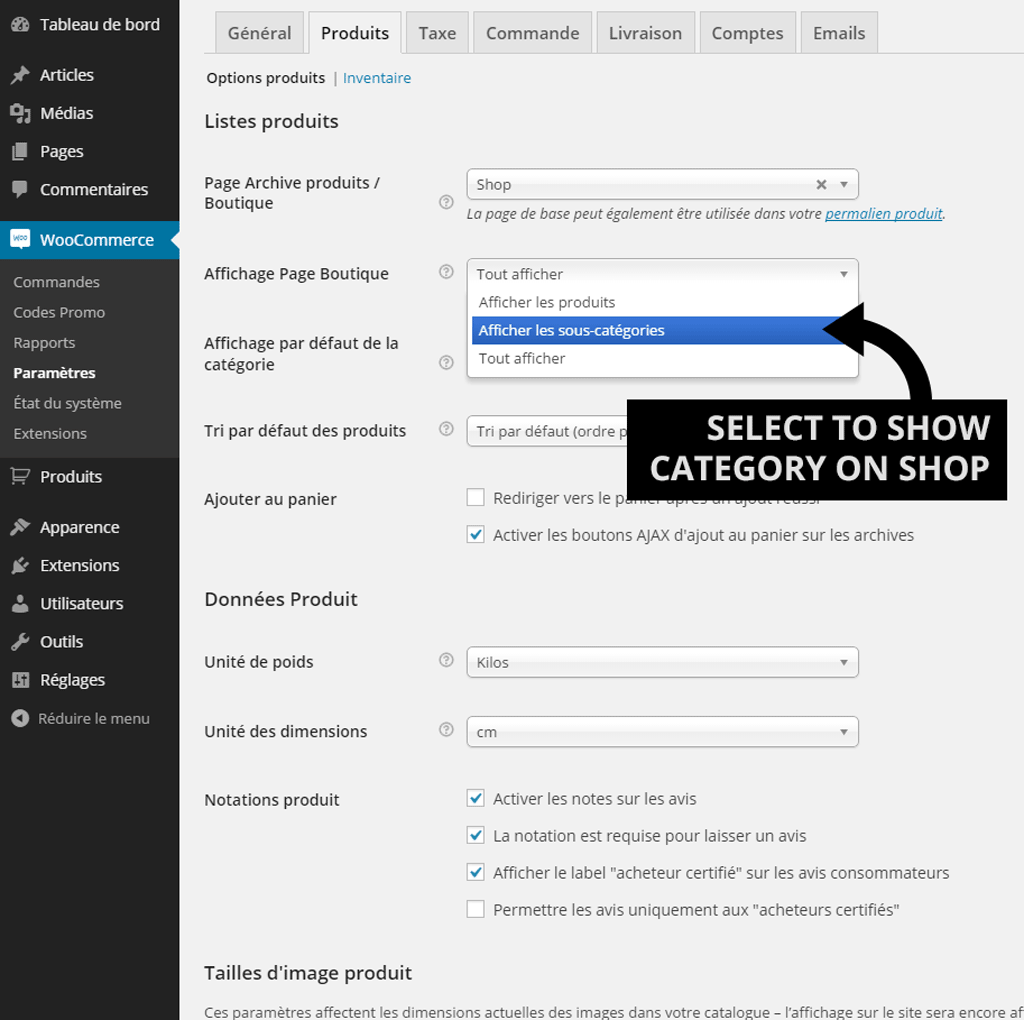 Tableau de bord
Articles
Médias
Pages
Commentaires
WooCommerce
Commandes
Codes Promo
Rapports
Paramètres
État du système
Extensions
Produits
Apparence
Extensions
Utilisateurs
Outils
Réglages
Réduire le menu
Général
Produits
Taxe
Commande
Livraison
Comptes
Emails
Options produits | Inventaire
Listes produits
Page Archive produits /
Boutique
Shop
La page de base peut également être utilisée dans votre permalien produit.
Affichage Page Boutique
Tout afficher
Afficher les produits
Afficher les sous-catégories
Tout afficher
Affichage par défaut de la
catégorie
Tri par défaut des produits
Tri par défaut (ordre p
SELECT TO SHOW
CATEGORY ON SHOP
Ajouter au panier
Rediriger vers le panier après un ajout réussi
Activer les boutons AJAX d'ajout au panier sur les archives
Données Produit
Unité de poids
Kilos
Unité des dimensions
cm
Notations produit
Activer les notes sur les avis
La notation est requise pour laisser un avis
Afficher le label "acheteur certifié" sur les avis consommateurs
Permettre les avis uniquement aux "acheteurs certifiés"
Tailles d'image produit
Ces paramètres affectent les dimensions actuelles des images dans votre catalogue – l'affichage sur le site sera encore af